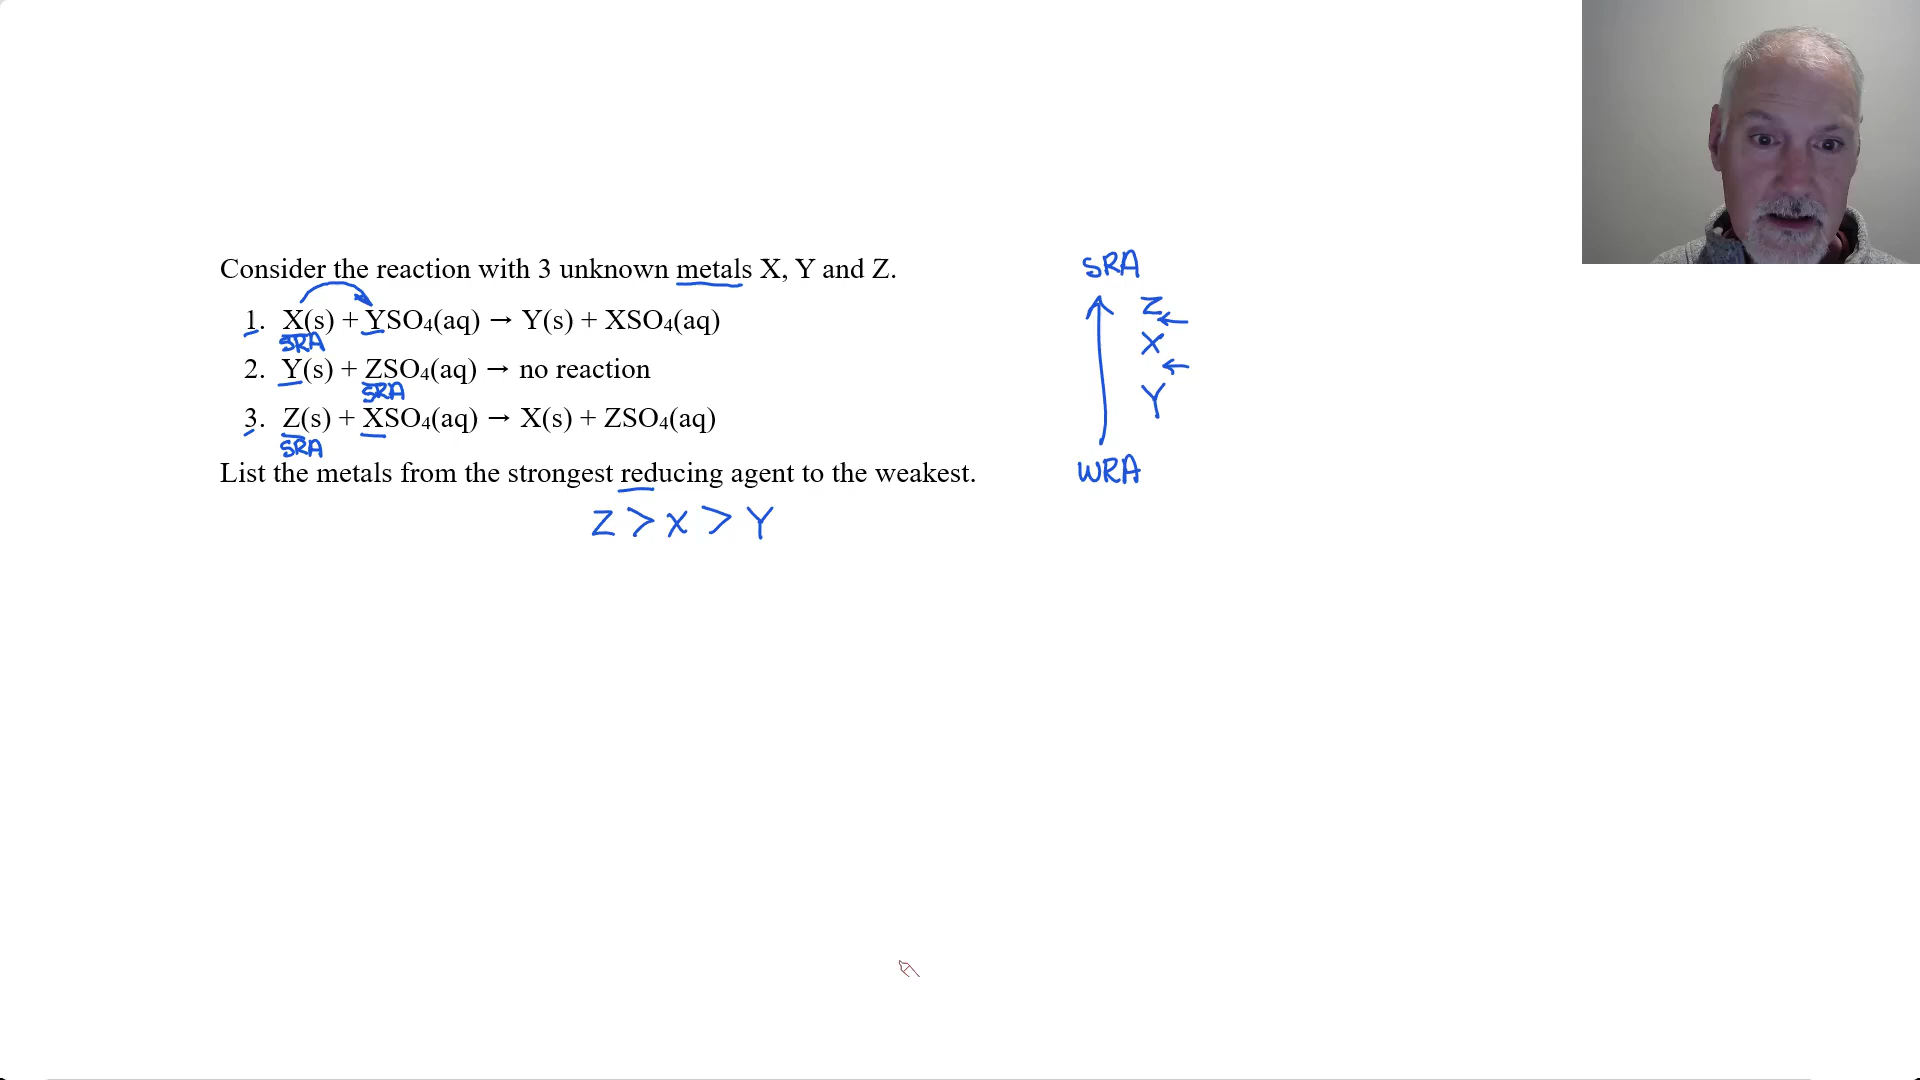 Consider the reaction with 3 unknown metals X, Y and Z.
1. X(s) + YSO₄(aq) → Y(s) + XSO₄(aq)
SRA
2. Y(s) + ZSO₄(aq) → no reaction
SRA
3. Z(s) + XSO₄(aq) → X(s) + ZSO₄(aq)
SRA
List the metals from the strongest reducing agent to the weakest.
Z > X > Y
SRA
Z
X
Y
WRA